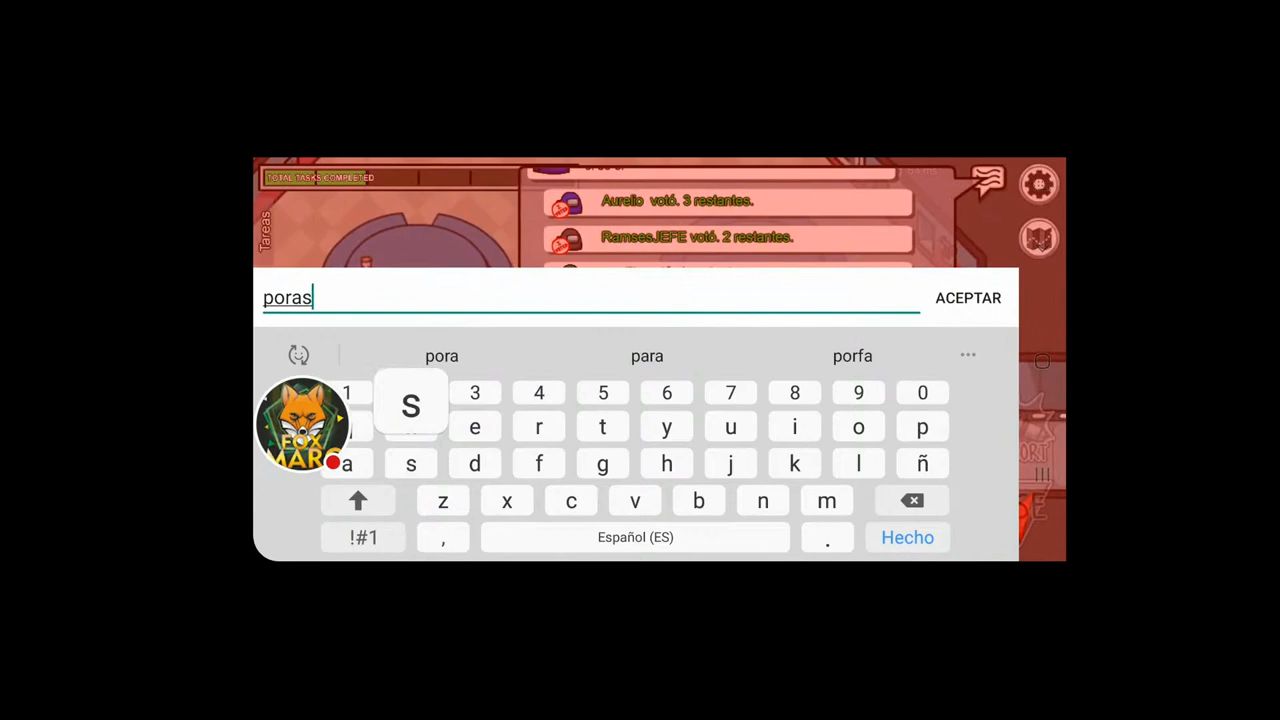 TOTAL TASKS COMPLETED
Tareas
Aurelio votó. 3 restantes.
RamsesJEFE votó. 2 restantes.
poras
ACEPTAR
pora para porfa ...
1 3 4 5 6 7 8 9 0
s
e r t y u i o p
a s d f g h j k l ñ
z x c v b n m
!#1 , Español (ES) . Hecho
FOX
MARC